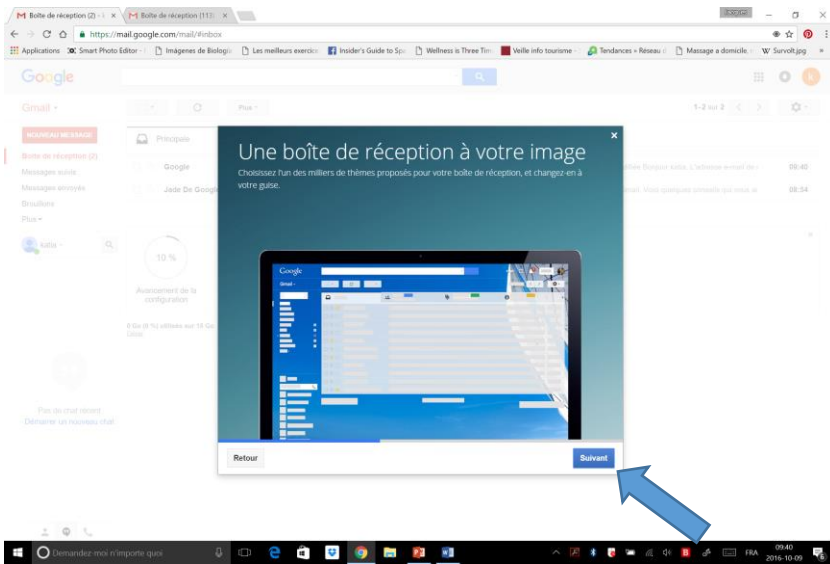 Boîte de réception (2) -
Boîte de réception (113)
https://mail.google.com/mail/#inbox
Applications
Smart Photo Editor -
Imágenes de Biología
Les meilleurs exercice
Insider's Guide to Spo
Wellness is Three Tim
Veille info tourisme -
Tendances » Réseau d
Massage a domicile,
Survolt.jpg
»
Google
Gmail
Plus
1–2 sur 2
NOUVEAU MESSAGE
Principale
Boîte de réception (2)
Google
09:40
Messages suivis
Messages envoyés
Jade De Google
08:54
Brouillons
Plus
katia
10 %
Avancement de la
configuration
Pas de chat récent
Démarrer un nouveau chat
Une boîte de réception à votre image
Choisissez l'un des milliers de thèmes proposés pour votre boîte de réception, et changez-en à
votre guise.
Google
Gmail
Retour
Suivant
Demandez-moi n'importe quoi
FRA
09:40
2016-10-09